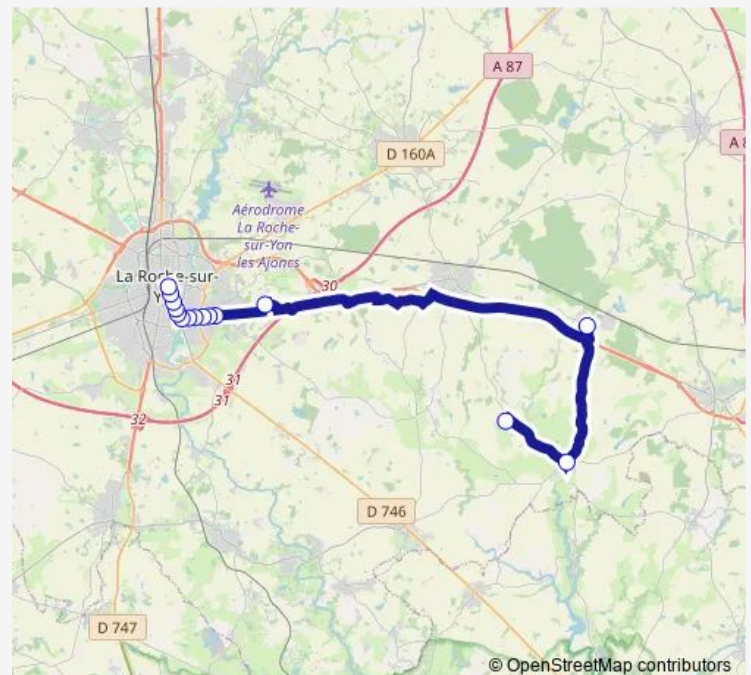 A 87
D 160A
Aérodrome
La Roche-
sur-Yon
les Ajoncs
La Roche-sur-
30
31
31
32
D 746
D 747
© OpenStreetMap contributors